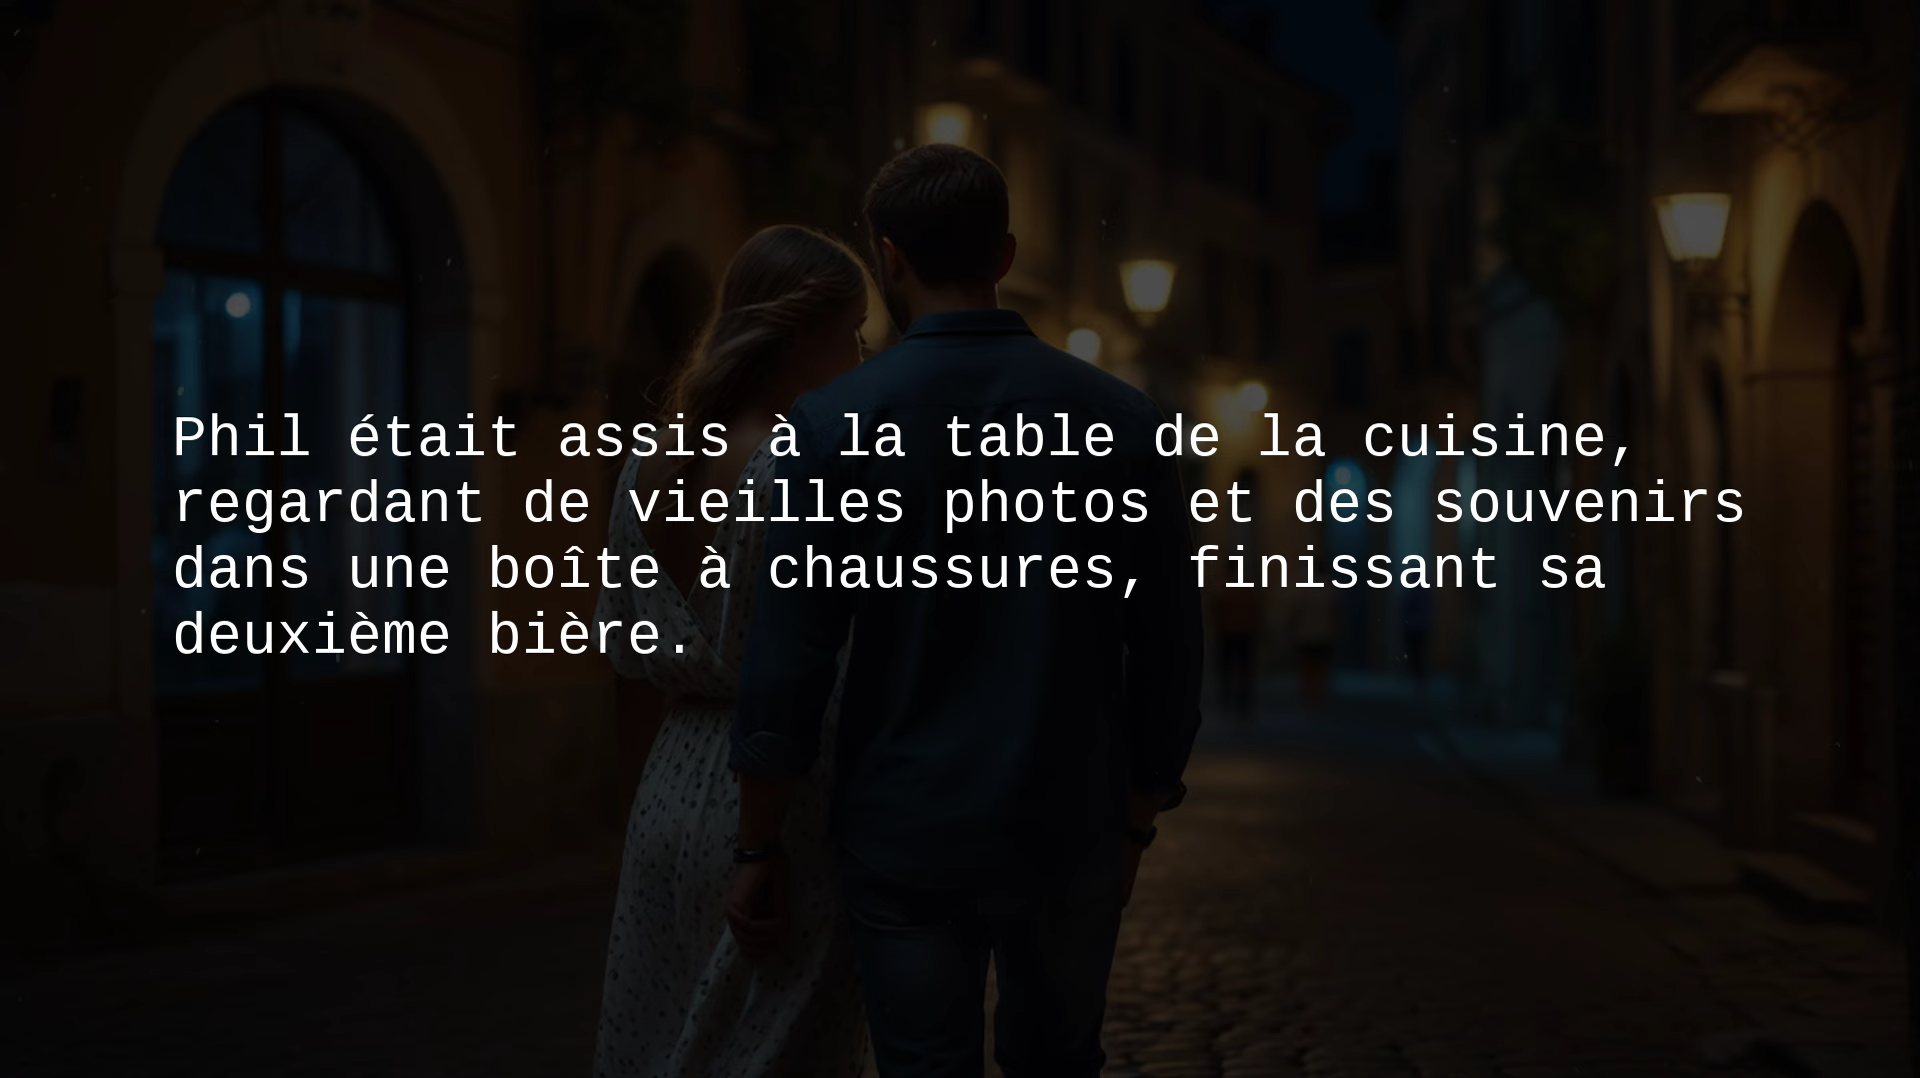 Phil était assis à la table de la cuisine,
regardant de vieilles photos et des souvenirs
dans une boîte à chaussures, finissant sa
deuxième bière.